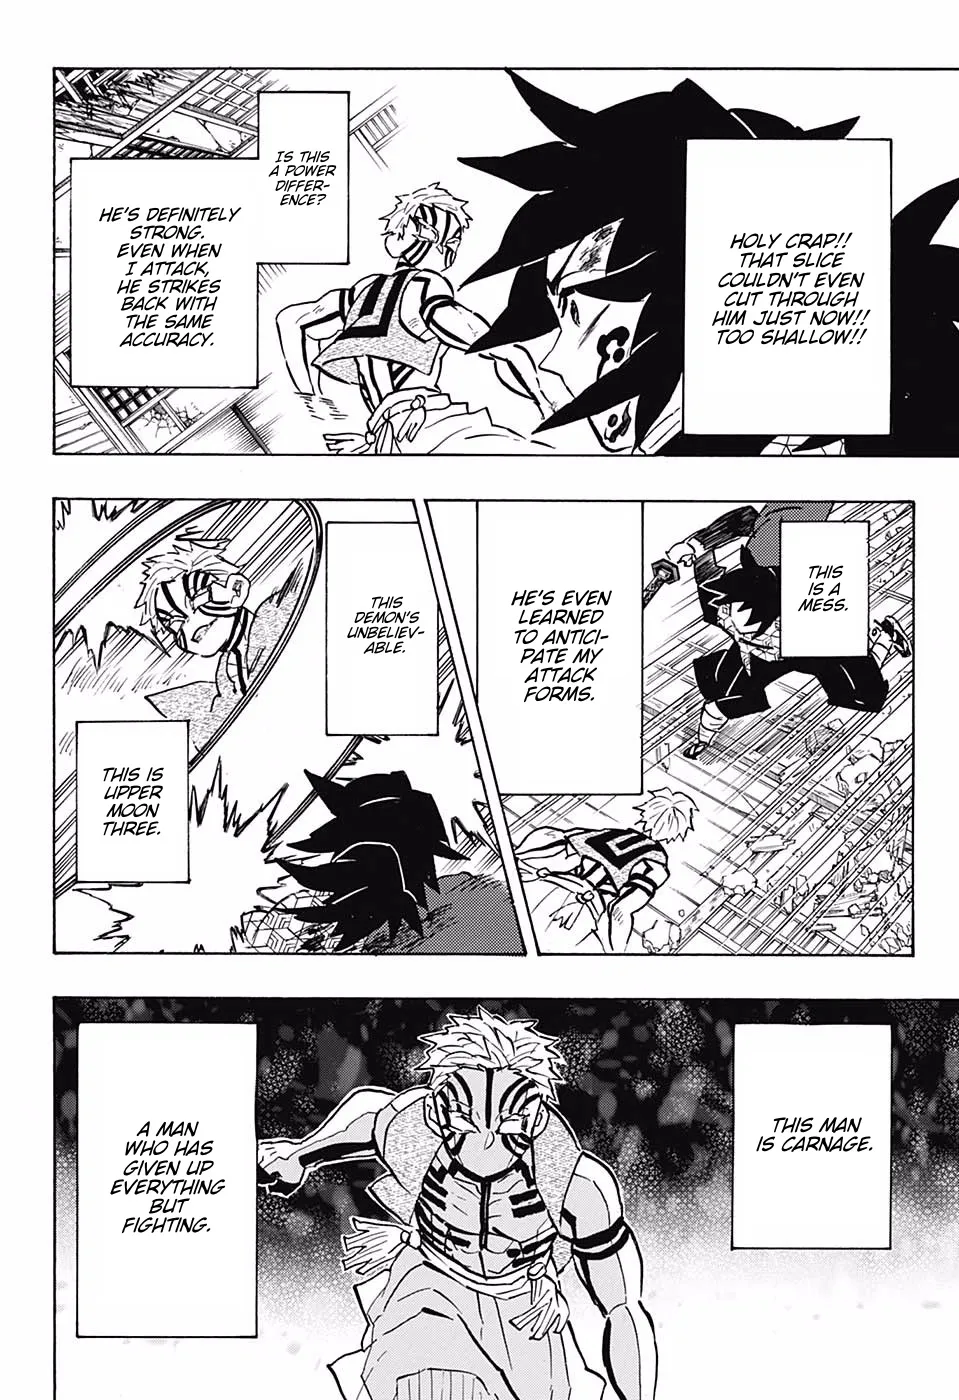 HOLY CRAP!!
THAT SLICE
COULDN'T EVEN
CUT THROUGH
HIM JUST NOW!!
TOO SHALLOW!!
IS THIS
A POWER
DIFFER-
ENCE?
HE'S DEFINITELY
STRONG.
EVEN WHEN
I ATTACK,
HE STRIKES
BACK WITH
THE SAME
ACCURACY.
THIS
IS A
MESS.
HE'S EVEN
LEARNED
TO ANTICI-
PATE MY
ATTACK
FORMS.
THIS
DEMON'S
UNBELIEV-
ABLE.
THIS IS
UPPER
MOON
THREE.
THIS MAN
IS CARNAGE.
A MAN
WHO HAS
GIVEN UP
EVERYTHING
BUT
FIGHTING.